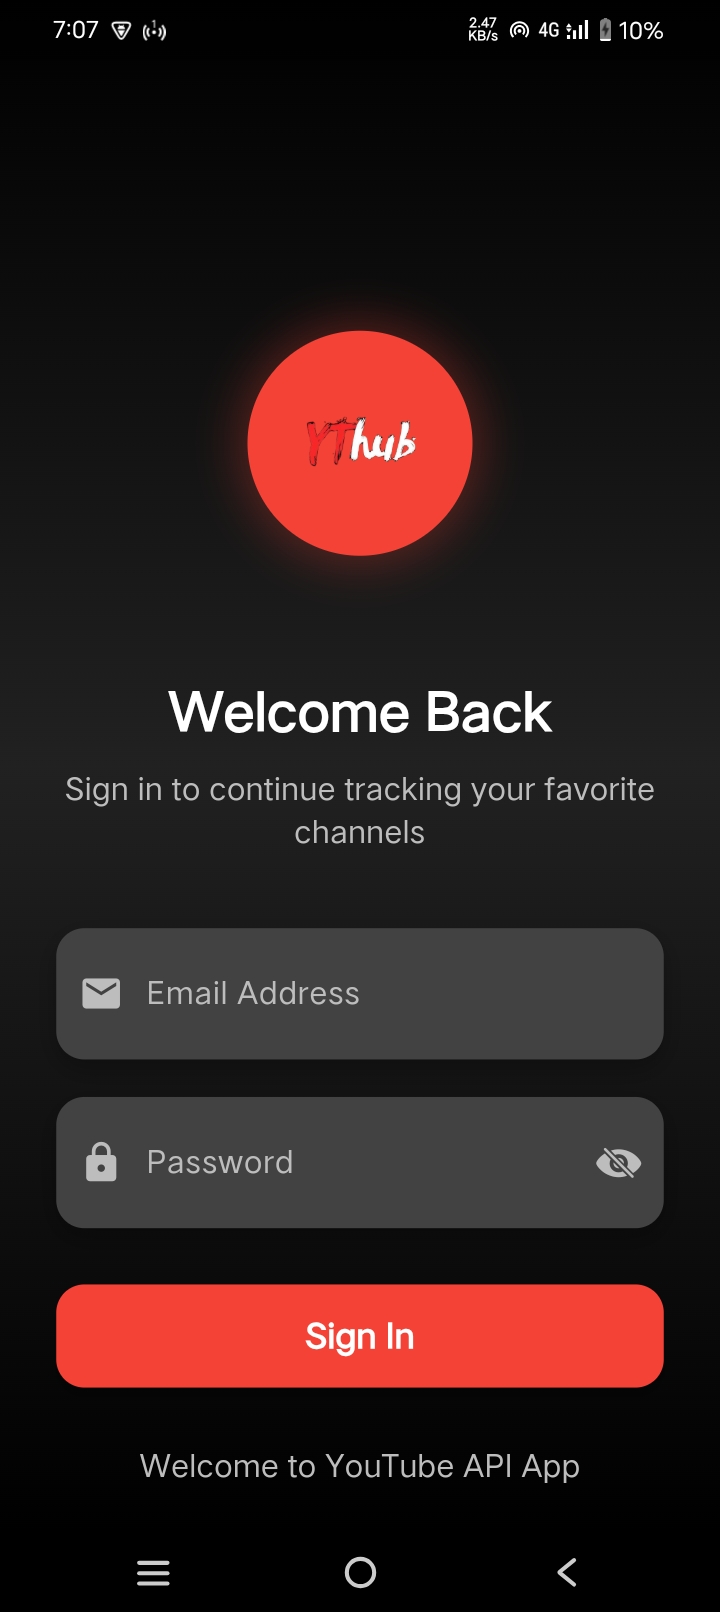 7:07
2.47
KB/s
4G
10%
YThub
Welcome Back
Sign in to continue tracking your favorite
channels
Email Address
Password
Sign In
Welcome to YouTube API App